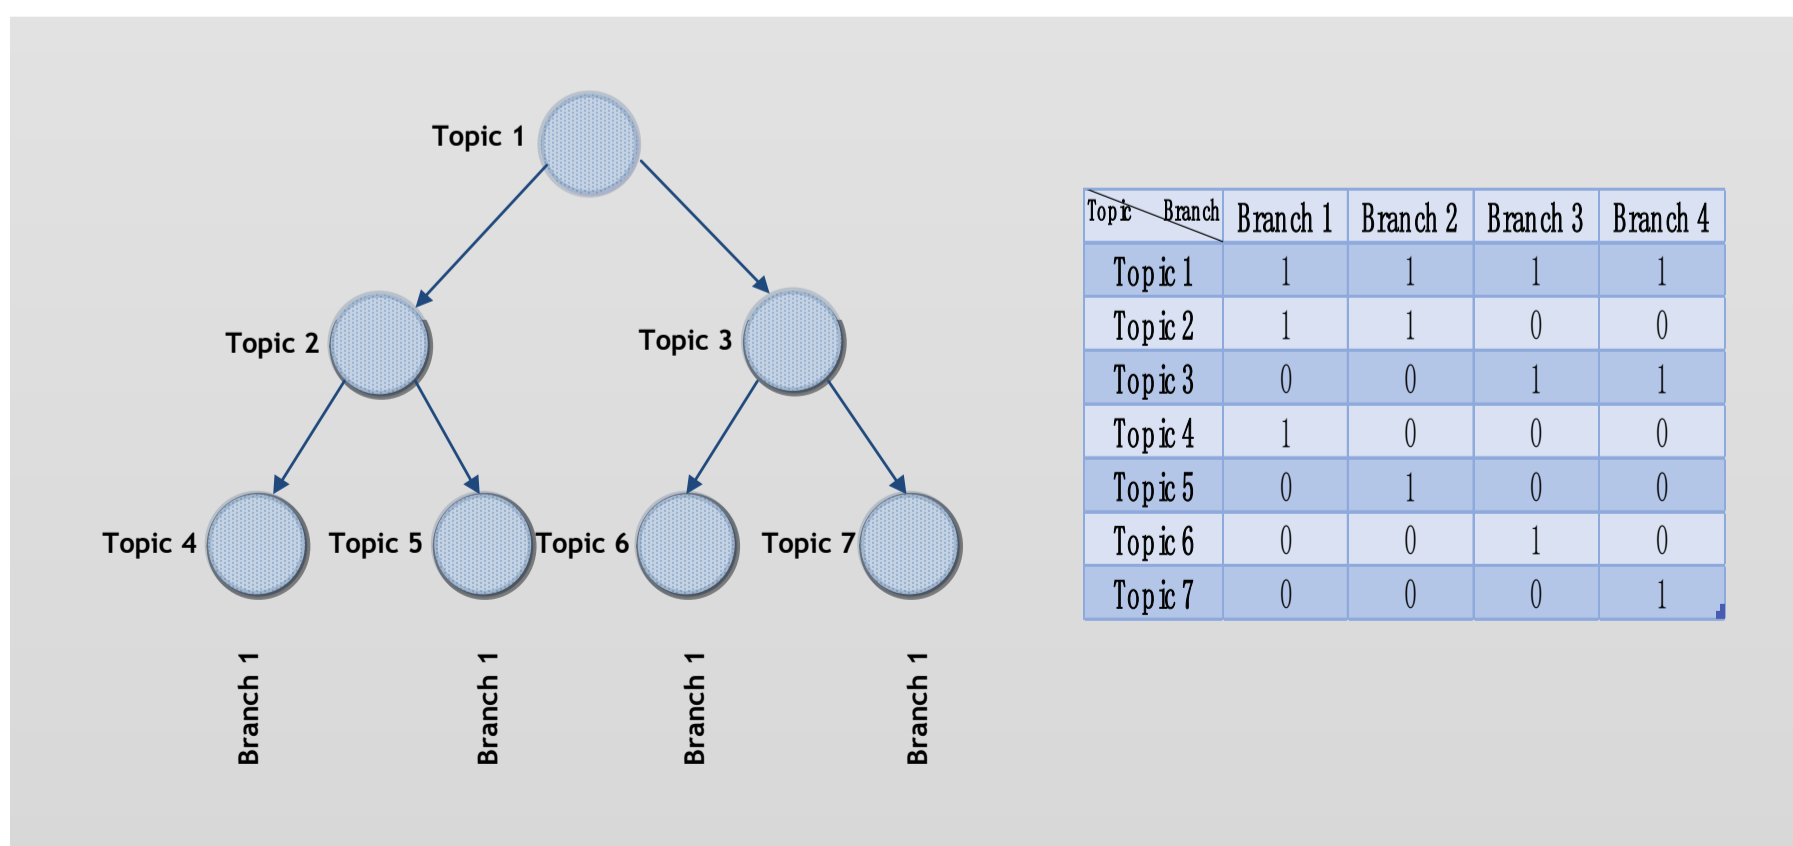 Topic 1
Topic 2
Topic 3
Topic 4 Topic 5 Topic 6 Topic 7
Branch 1
Branch 1
Branch 1
Branch 1
Topic Branch Branch 1 Branch 2 Branch 3 Branch 4
Topic 1 1 1 1 1
Topic 2 1 1 0 0
Topic 3 0 0 1 1
Topic 4 1 0 0 0
Topic 5 0 1 0 0
Topic 6 0 0 1 0
Topic 7 0 0 0 1